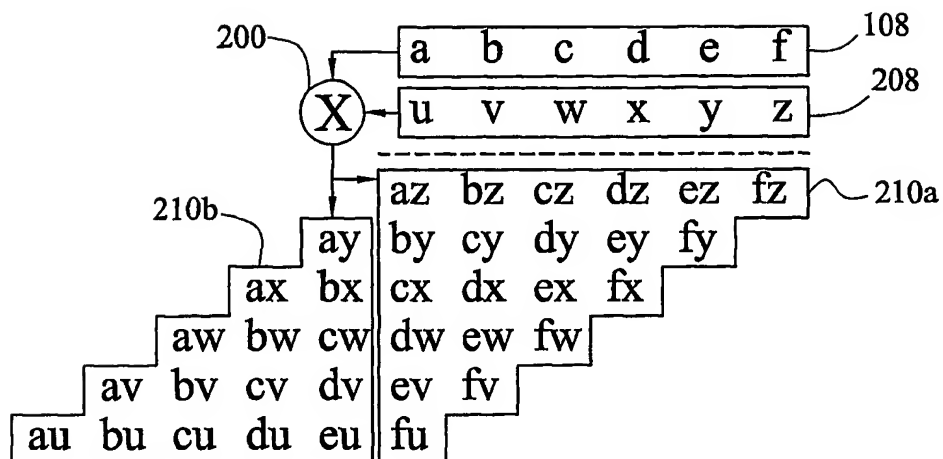 200
a b c d e f
108
X
u v w x y z
208
az bz cz dz ez fz
210a
210b
ay by cy dy ey fy
ax bx cx dx ex fx
aw bw cw dw ew fw
av bv cv dv ev fv
au bu cu du eu fu